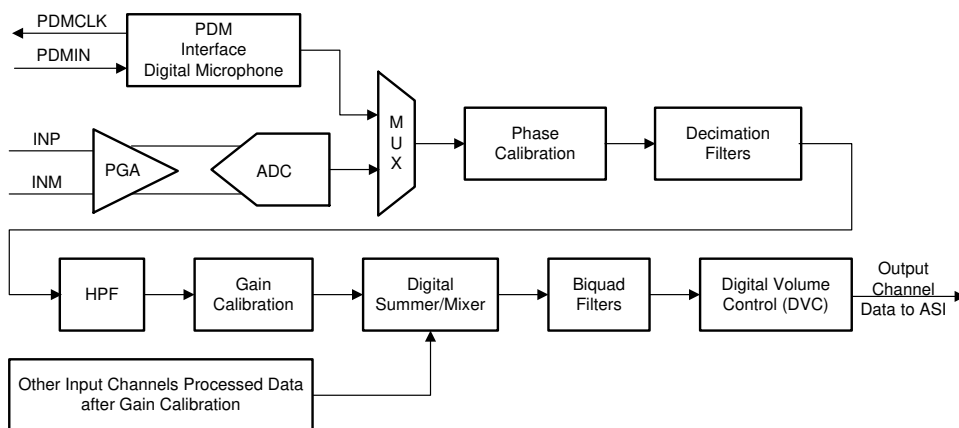 PDMCLK
PDMIN
PDM
Interface
Digital Microphone
INP
INM
PGA
ADC
M
U
X
Phase
Calibration
Decimation
Filters
HPF
Gain
Calibration
Digital
Summer/Mixer
Biquad
Filters
Digital Volume
Control (DVC)
Output
Channel
Data to ASI
Other Input Channels Processed Data
after Gain Calibration